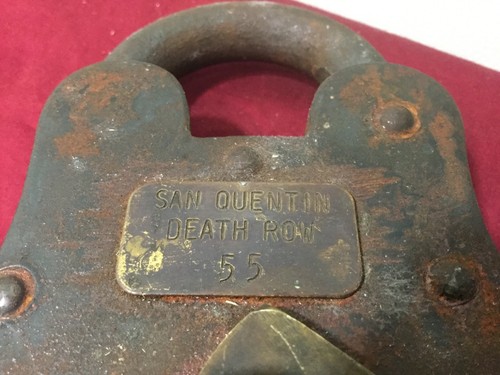 SAN QUENTIN
DEATH ROW
55